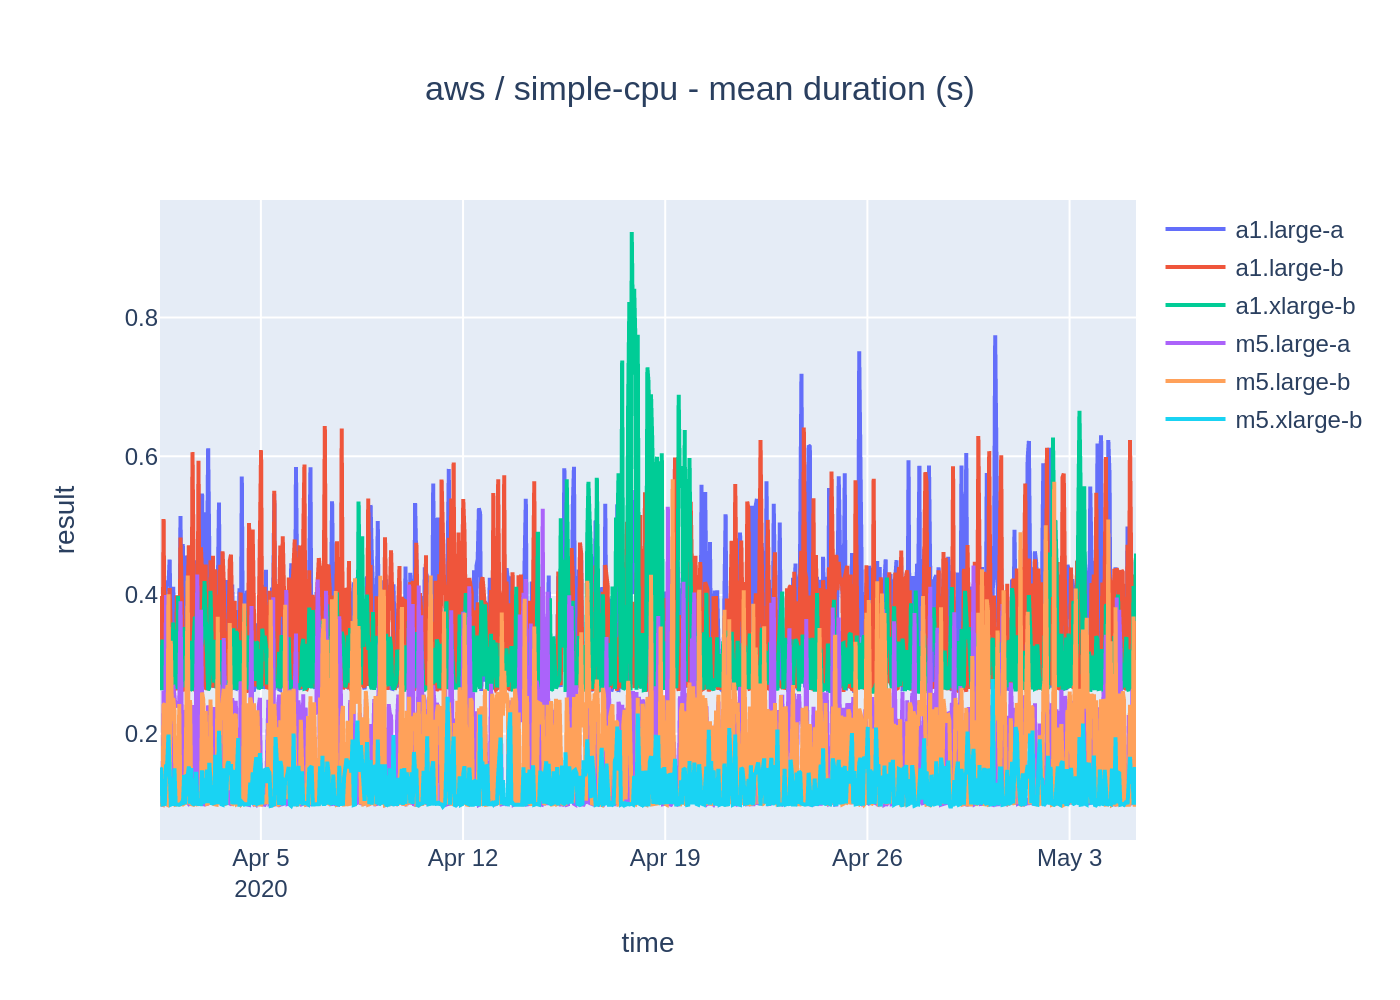 aws / simple-cpu - mean duration (s)
a1.large-a
a1.large-b
a1.xlarge-b
m5.large-a
m5.large-b
m5.xlarge-b
result
0.8
0.6
0.4
0.2
Apr 5
2020
Apr 12
Apr 19
Apr 26
May 3
time